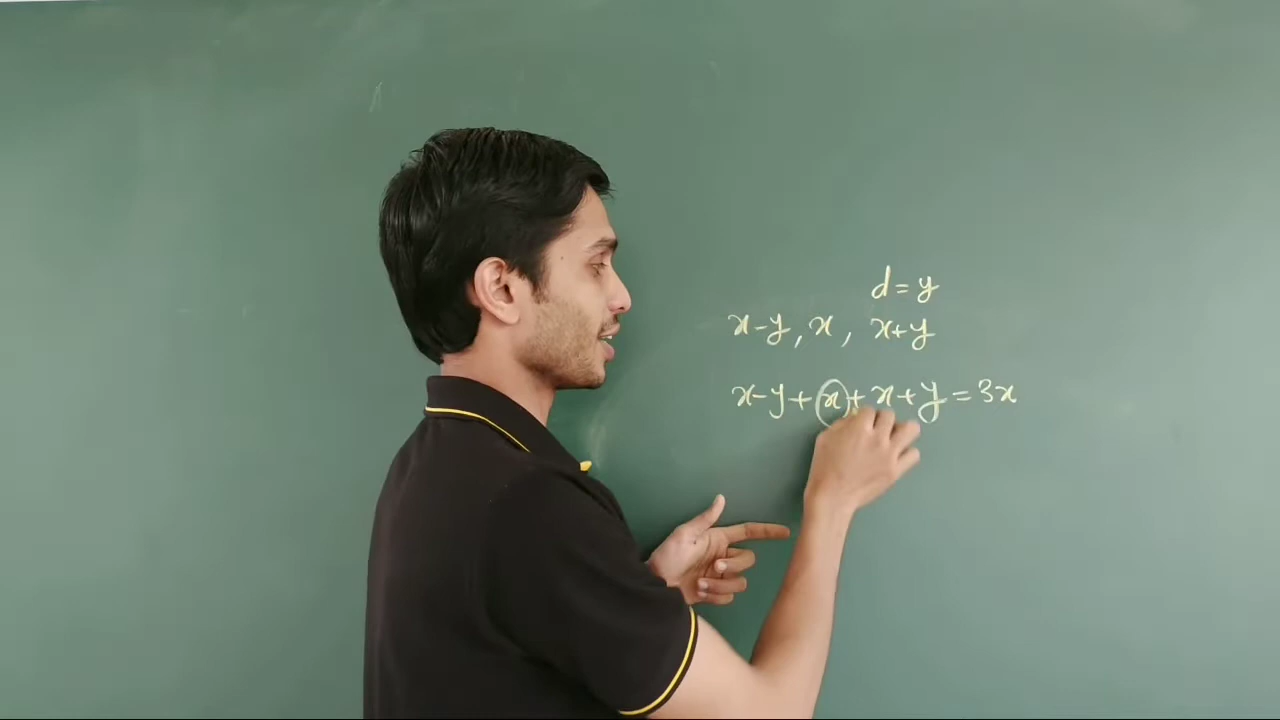 d = y
x-y, x, x+y
x-y+x+x+y=3x